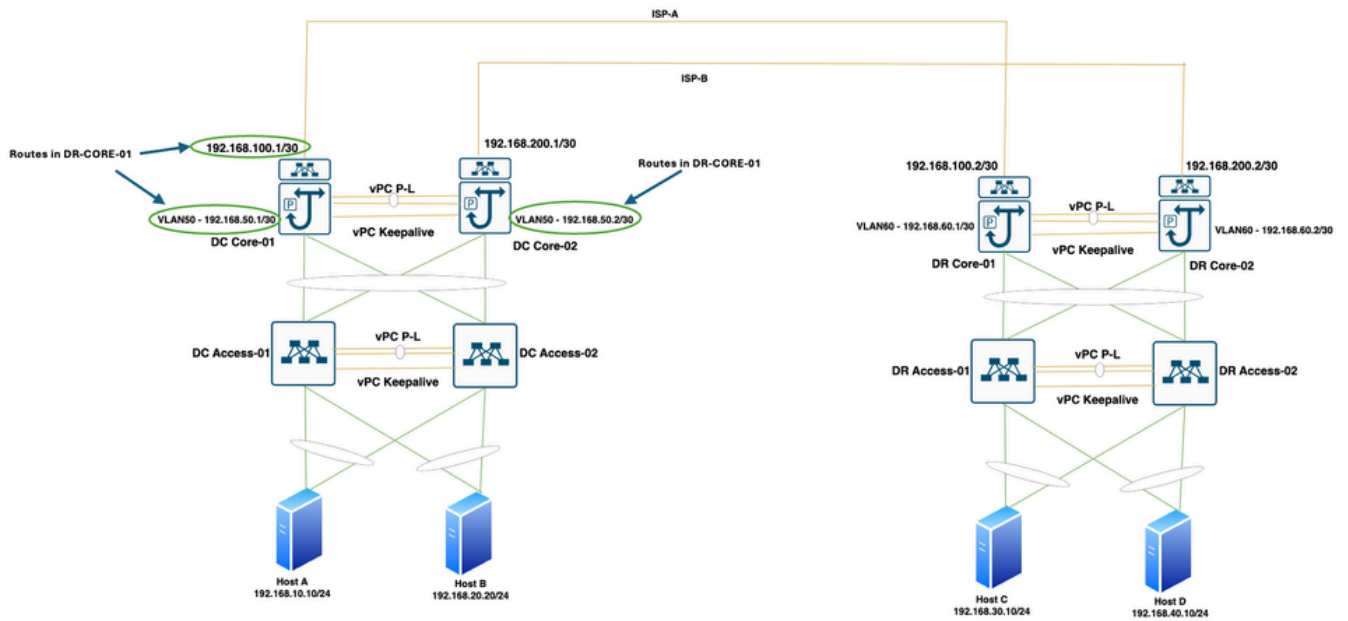 ISP-A
ISP-B
192.168.100.1/30
192.168.200.1/30
Routes in DR-CORE-01
Routes in DR-CORE-01
192.168.100.2/30
192.168.200.2/30
P
vPC P-L
P
VLAN50 - 192.168.50.1/30
VLAN50 - 192.168.50.2/30
vPC Keepalive
DC Core-01
DC Core-02
P
vPC P-L
P
VLAN60 - 192.168.60.1/30
VLAN60 - 192.168.60.2/30
vPC Keepalive
DR Core-01
DR Core-02
vPC P-L
DC Access-01
DC Access-02
vPC Keepalive
vPC P-L
DR Access-01
DR Access-02
vPC Keepalive
Host A
192.168.10.10/24
Host B
192.168.20.20/24
Host C
192.168.30.10/24
Host D
192.168.40.10/24